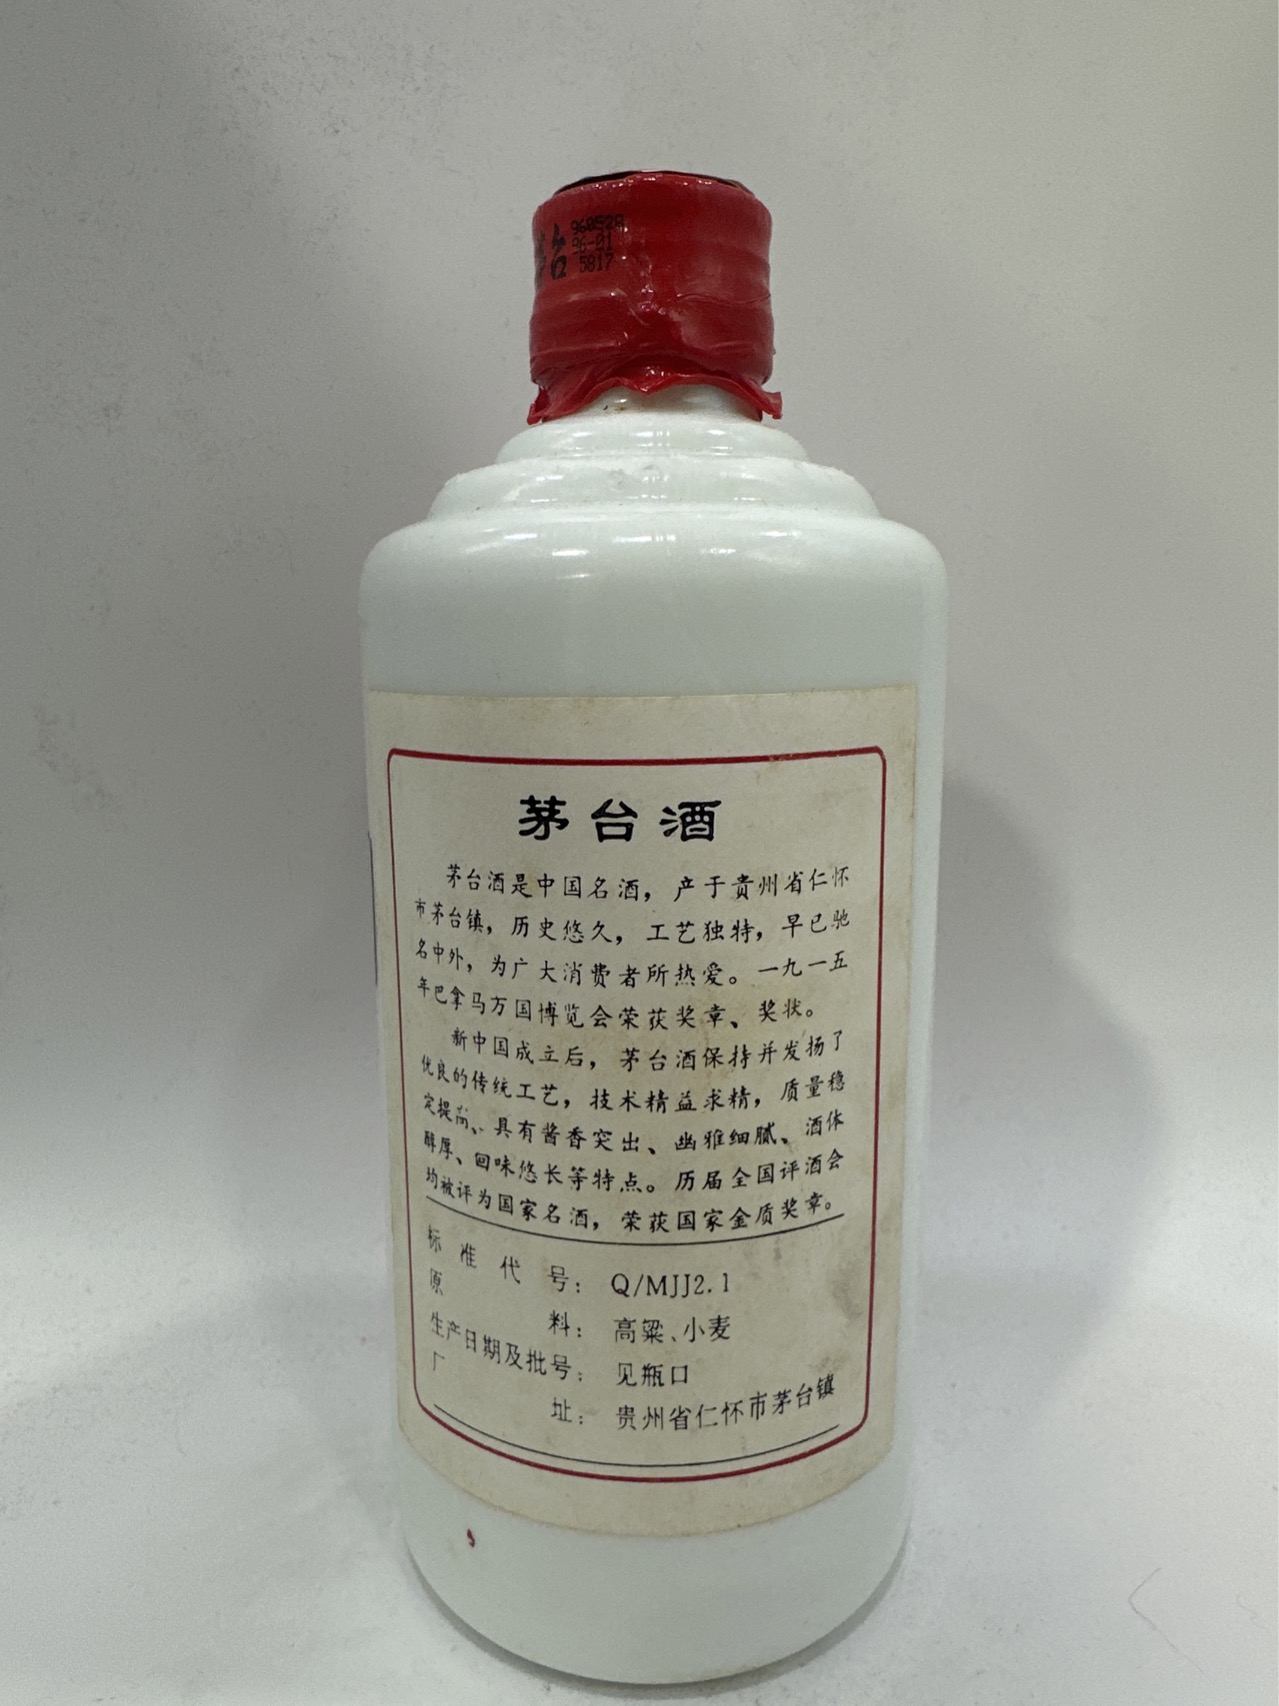 台
960528
96-01
5817
茅台酒
茅台酒是中国名酒，产于贵州省仁怀
市茅台镇，历史悠久，工艺独特，早已驰
名中外，为广大消费者所热爱。一九一五
年巴拿马万国博览会荣获奖章、奖状。
新中国成立后，茅台酒保持并发扬了
优良的传统工艺，技术精益求精，质量稳
定提高、具有酱香突出、幽雅细腻、酒体
醇厚、回味悠长等特点。历届全国评酒会
均被评为国家名酒，荣获国家金质奖章。
标准代号：Q/MJJ2.1
原料：高粱、小麦
生产日期及批号：见瓶口
厂址：贵州省仁怀市茅台镇